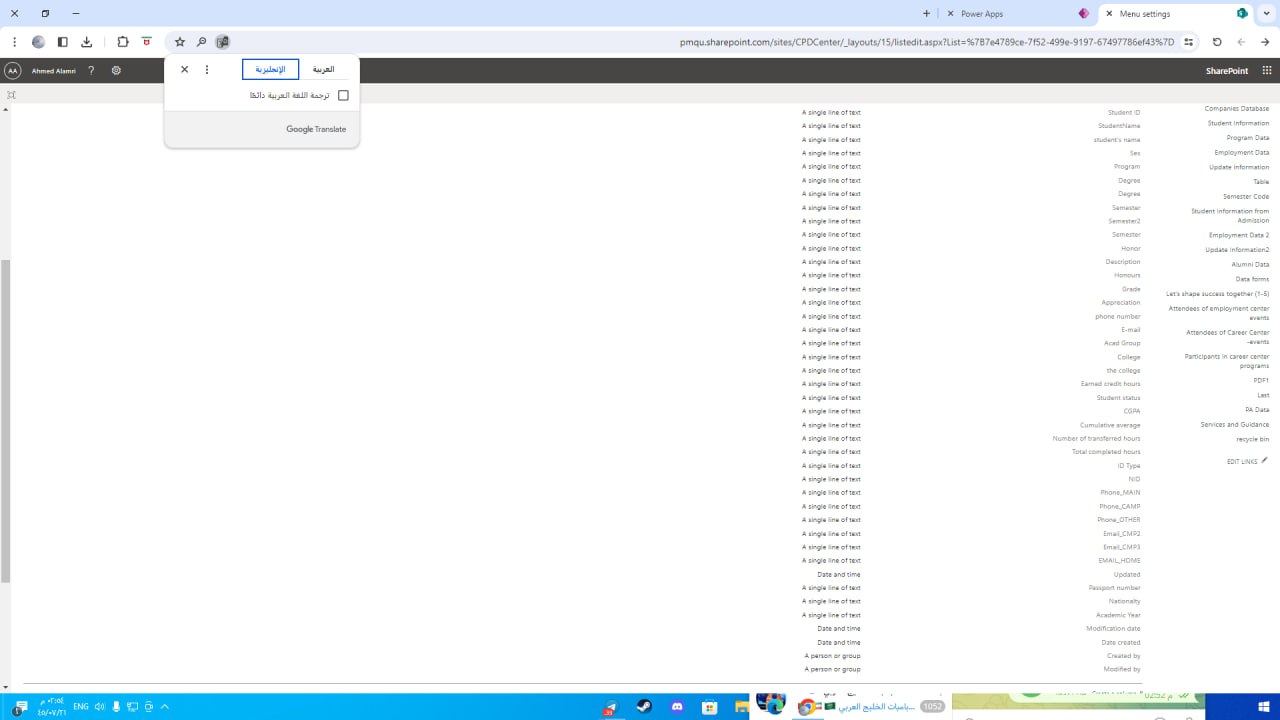 Power Apps
Menu settings
pmqu.sharepoint.com/sites/CPDCenter/_layouts/15/listedit.aspx?List=%7B7e4789ce-7f52-499e-9197-67497786ef43%7D
AA
Ahmed Alamri
?
SharePoint
العربية
الإنجليزية
ترجمة اللغة العربية دائمًا
Google Translate
Student ID A single line of text
StudentName A single line of text
student's name A single line of text
Sex A single line of text
Program A single line of text
Degree A single line of text
Degree A single line of text
Semester A single line of text
Semester2 A single line of text
Semester A single line of text
Honor A single line of text
Description A single line of text
Honours A single line of text
Grade A single line of text
Appreciation A single line of text
phone number A single line of text
E-mail A single line of text
Acad Group A single line of text
College A single line of text
the college A single line of text
Earned credit hours A single line of text
Student status A single line of text
CGPA A single line of text
Cumulative average A single line of text
Number of transferred hours A single line of text
Total completed hours A single line of text
ID Type A single line of text
NID A single line of text
Phone_MAIN A single line of text
Phone_CAMP A single line of text
Phone_OTHER A single line of text
Email_CMP2 A single line of text
Email_CMP3 A single line of text
EMAIL_HOME A single line of text
Updated Date and time
Passport number A single line of text
Nationalty A single line of text
Academic Year A single line of text
Modification date Date and time
Date created Date and time
Created by A person or group
Modified by A person or group
Companies Database
Student Information
Program Data
Employment Data
Update information
Table
Semester Code
Student Information from
Admission
Employment Data 2
Update Information2
Alumni Data
Data forms
Let's shape success together (1-5)
Attendees of employment center
events
Attendees of Career Center
-events
Participants in career center
programs
PDF1
Last
PA Data
Services and Guidance
recycle bin
EDIT LINKS
ENG
٠٢:٥٤ م
٤٥/٠٧/٢٦
1052